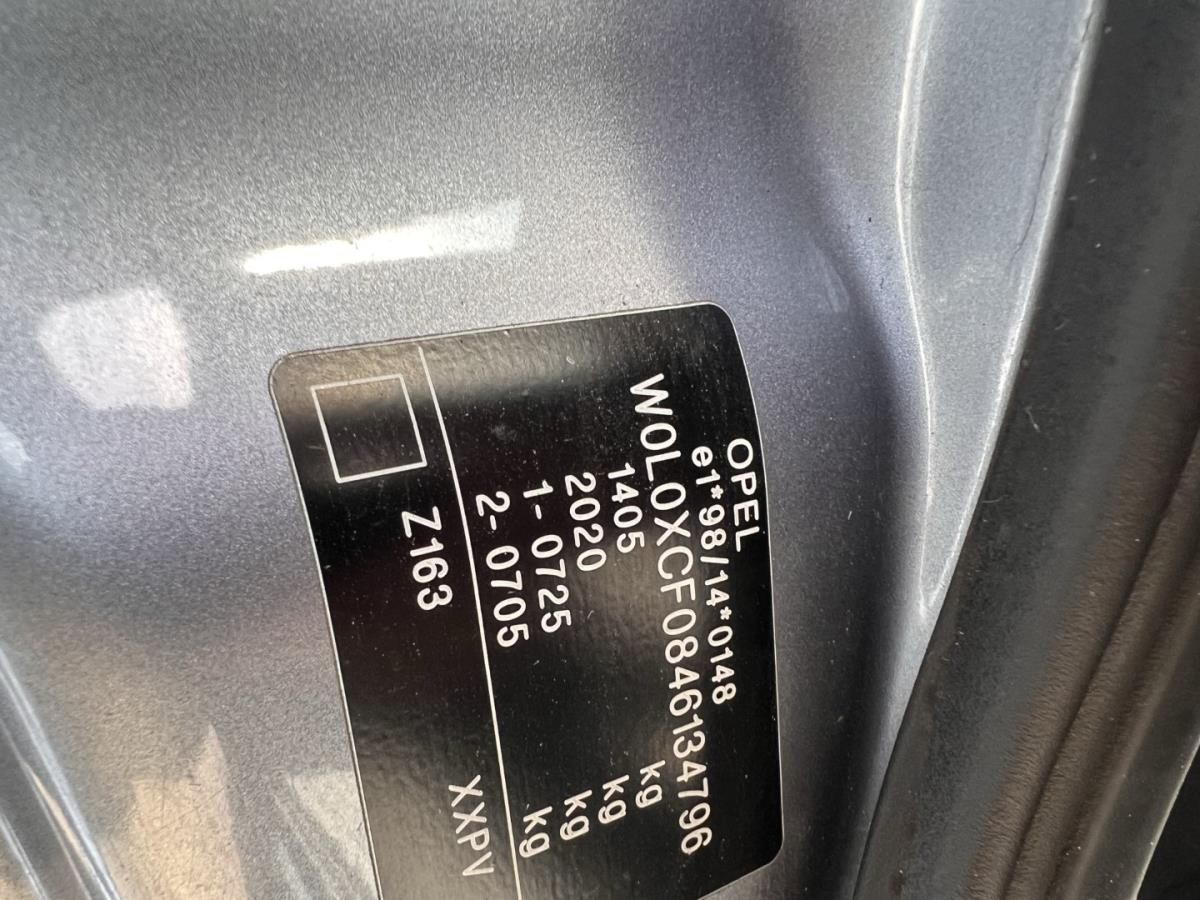 OPEL
e1*98/14*0148
W0L0XCF0846134796
1405 kg
2020 kg
1- 0725 kg
2- 0705 kg
Z163 XXPV